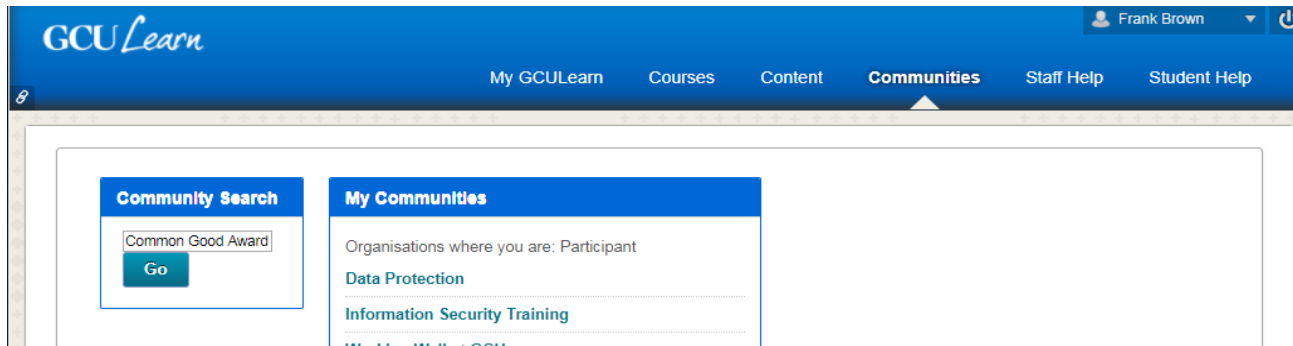 GCU Learn
Frank Brown
My GCULearn Courses Content Communities Staff Help Student Help
Community Search
Common Good Award
Go
My Communities
Organisations where you are: Participant
Data Protection
Information Security Training